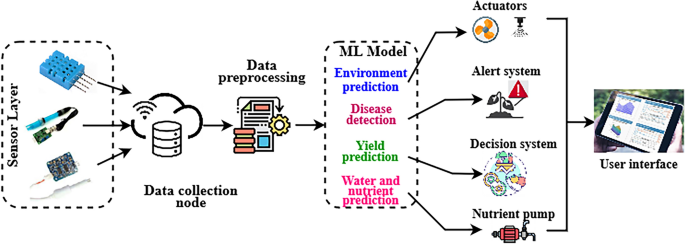 Sensor Layer
Data collection
node
Data
preprocessing
ML Model
Environment
prediction
Disease
detection
Yield
prediction
Water and
nutrient
prediction
Actuators
Alert system
Decision system
Nutrient pump
User interface